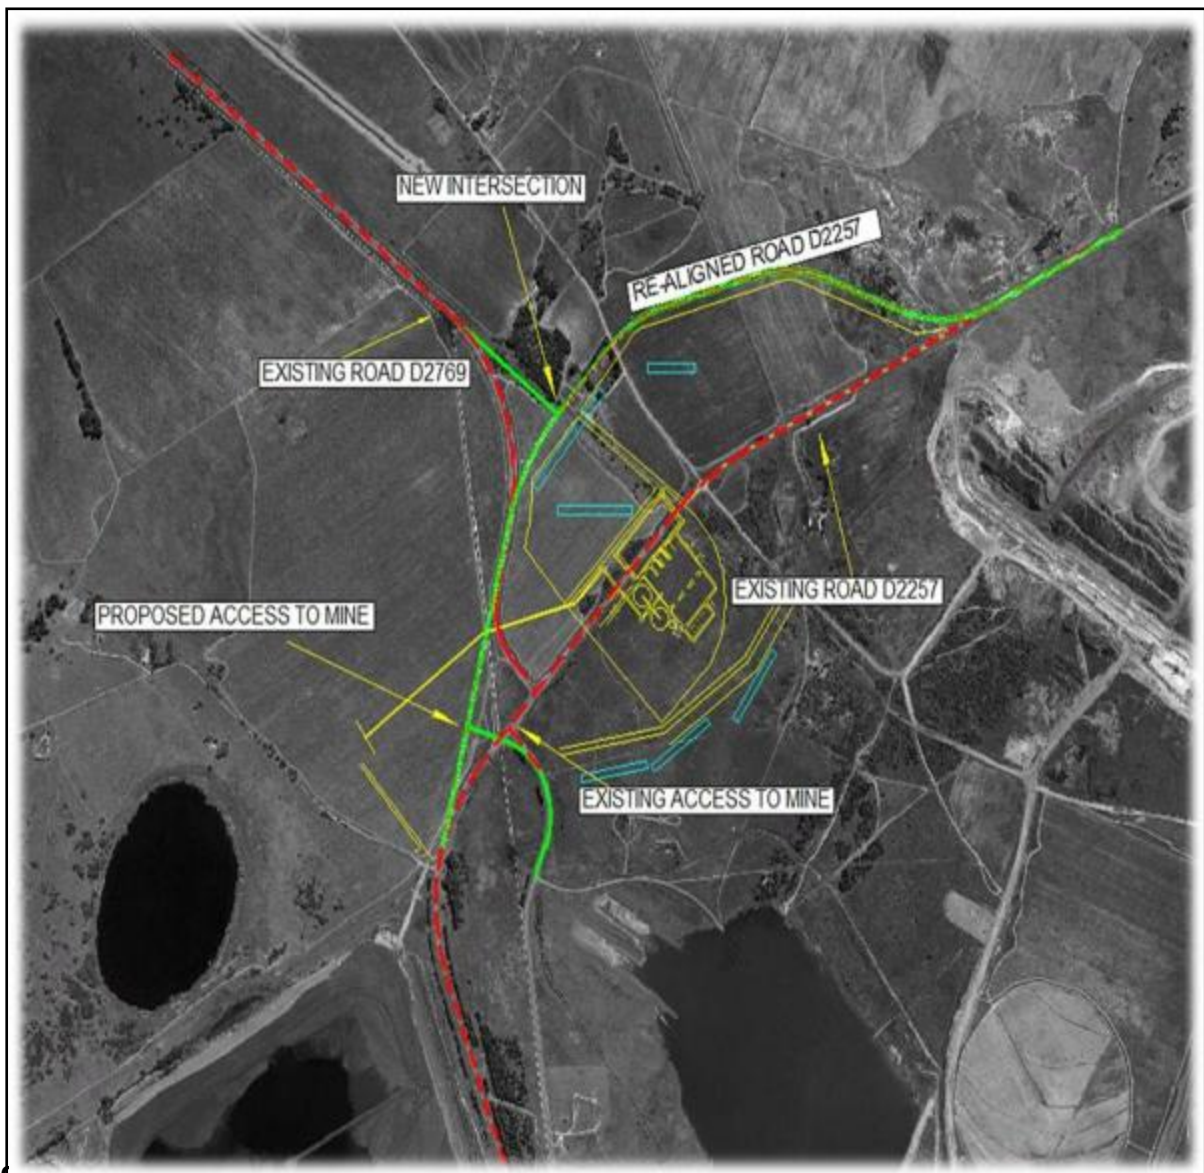 NEW INTERSECTION
RE-ALIGNED ROAD D2257
EXISTING ROAD D2769
EXISTING ROAD D2257
PROPOSED ACCESS TO MINE
EXISTING ACCESS TO MINE